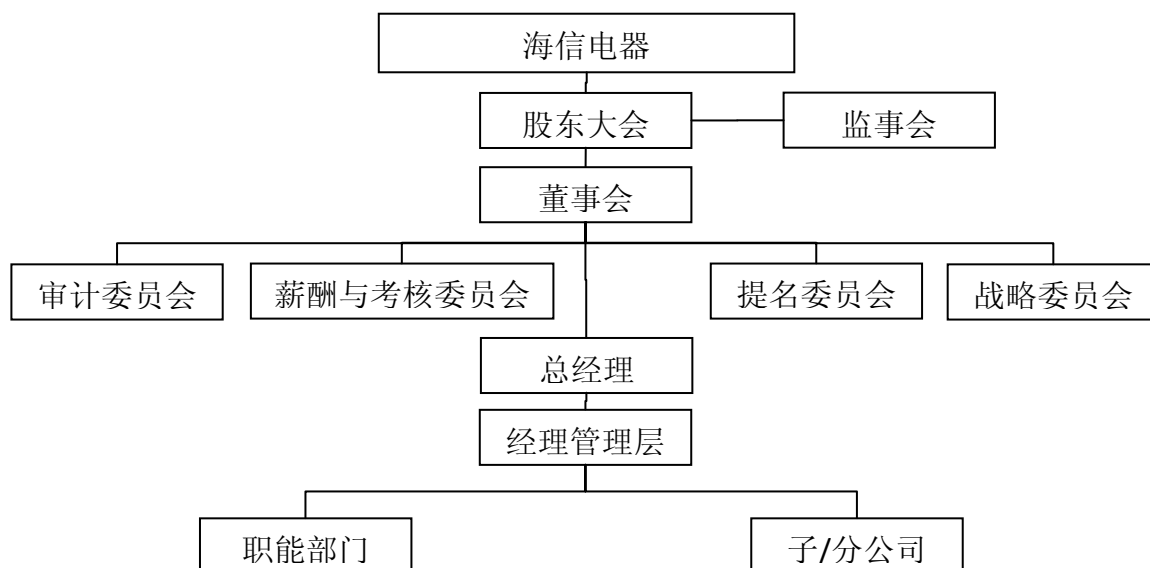 海信电器
股东大会
监事会
董事会
审计委员会
薪酬与考核委员会
提名委员会
战略委员会
总经理
经理管理层
职能部门
子/分公司